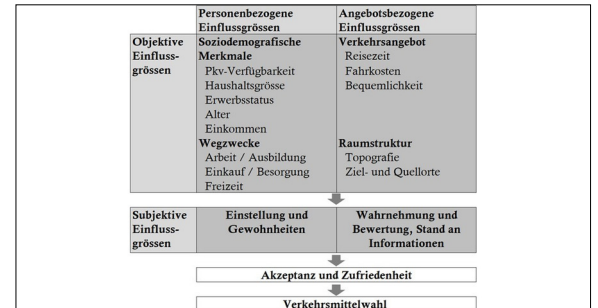 Personenbezogene Einflussgrössen
Angebotsbezogene Einflussgrössen
Objektive Einfluss-
grössen
Soziodemografische
Merkmale
Pkv-Verfügbarkeit
Haushaltsgrösse
Erwerbsstatus
Alter
Einkommen
Wegzwecke
Arbeit / Ausbildung
Einkauf / Besorgung
Freizeit
Verkehrsangebot
Reisezeit
Fahrkosten
Bequemlichkeit
Raumstruktur
Topografie
Ziel- und Quellorte
Subjektive
Einfluss-
grössen
Einstellung und
Gewohnheiten
Wahrnehmung und
Bewertung, Stand an
Informationen
Akzeptanz und Zufriedenheit
Verkehrsmittelwahl